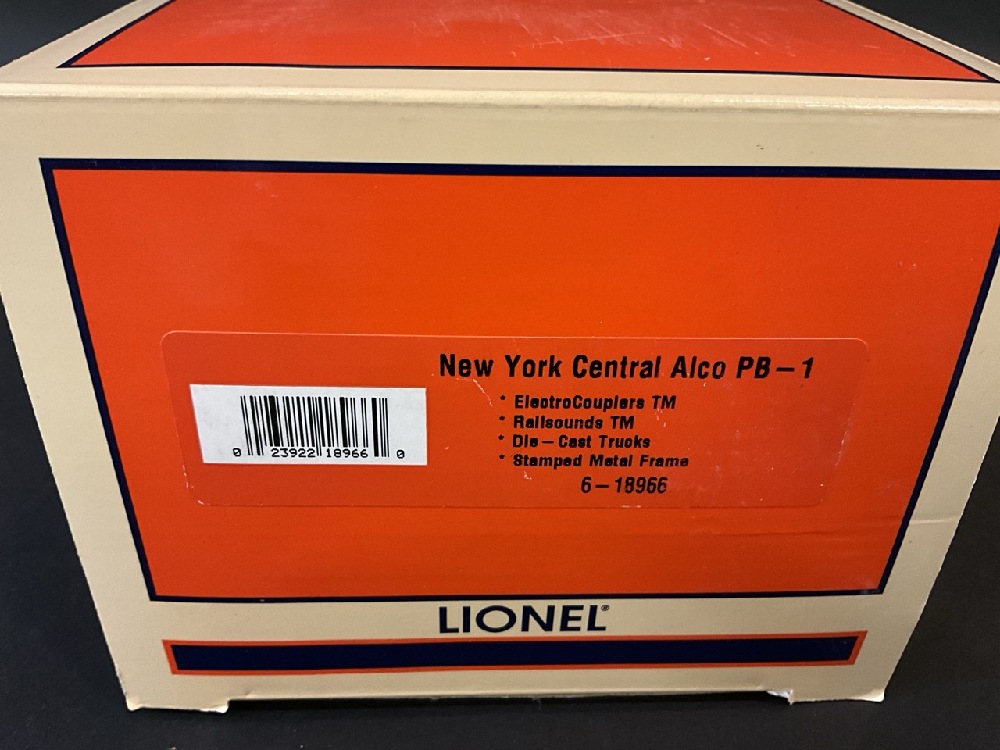 New York Central Alco PB-1
* ElectroCouplers TM
* Railsounds TM
* Die-Cast Trucks
* Stamped Metal Frame
6-18966
0 23922 18966 0
LIONEL®